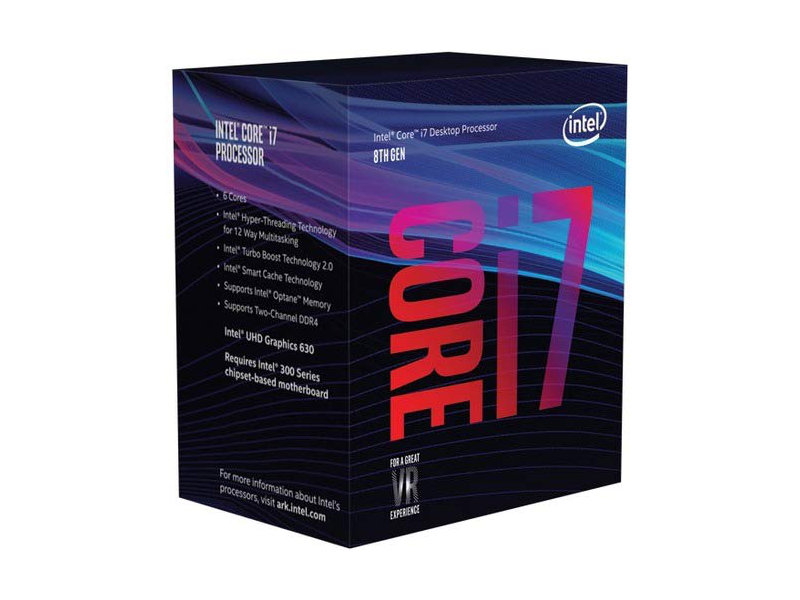 INTEL® CORE™ i7
PROCESSOR
• 6 Cores
• Intel® Hyper-Threading Technology
for 12 Way Multitasking
• Intel® Turbo Boost Technology 2.0
• Intel® Smart Cache Technology
• Supports Intel® Optane™ Memory
• Supports Two-Channel DDR4
Intel® UHD Graphics 630
Requires Intel® 300 Series
chipset-based motherboard
For more information about Intel's
processors, visit ark.intel.com
Intel® Core™ i7 Desktop Processor
8TH GEN
intel®
CORE i7
FOR A GREAT
VR
EXPERIENCE